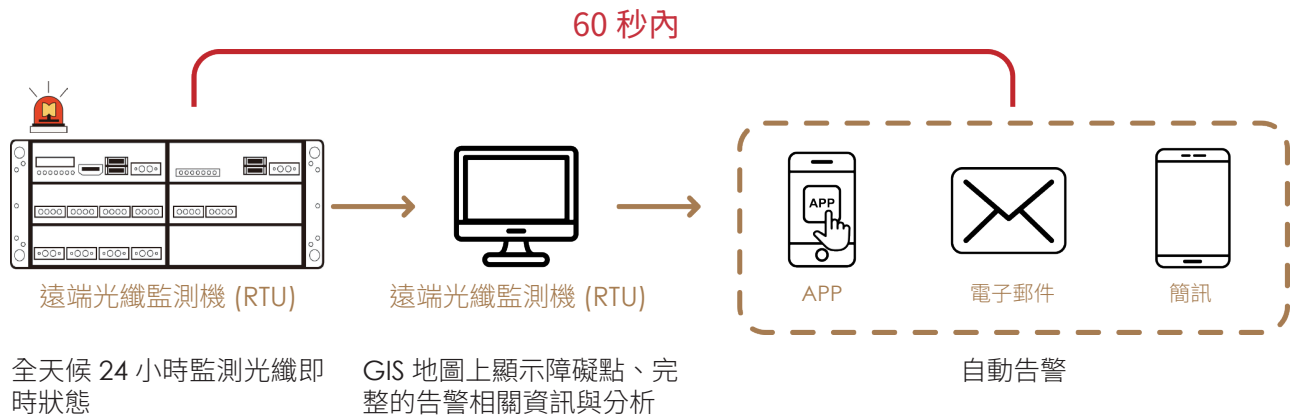 60 秒內
遠端光纖監測機 (RTU)
遠端光纖監測機 (RTU)
APP
APP
電子郵件
簡訊
全天候 24 小時監測光纖即
時狀態
GIS 地圖上顯示障礙點、完
整的告警相關資訊與分析
自動告警